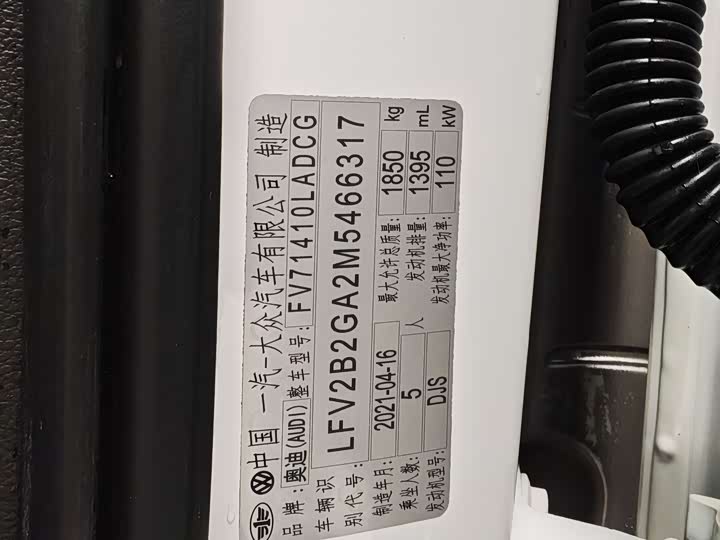 中国 一汽-大众汽车有限公司 制造
品牌:奥迪(AUDI) 整车型号:FV71410LADCG
车辆识别代号:LFV2B2GA2M5466317
制造年月:2021-04-16 最大允许总质量:1850 kg
乘坐人数:5 人 发动机排量:1395 mL
发动机型号:DJS 发动机最大净功率:110 kW